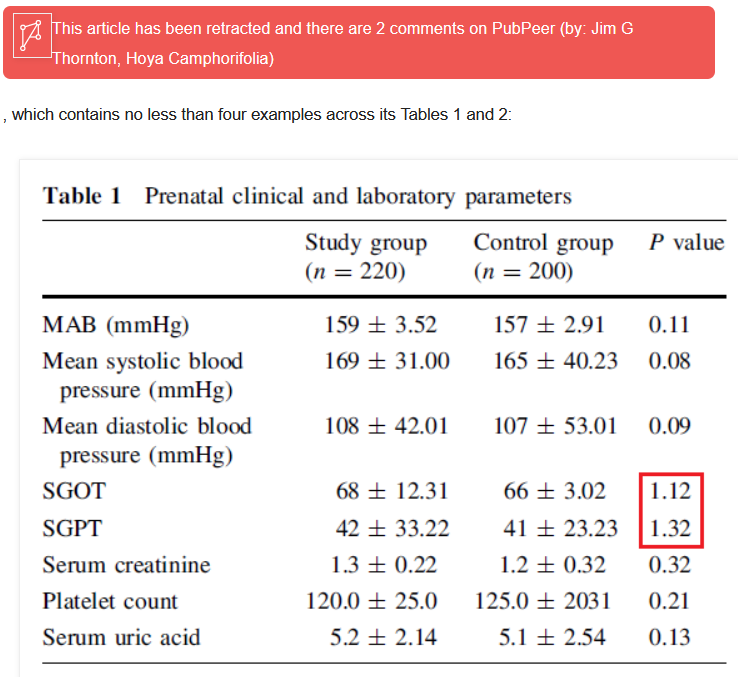 This article has been retracted and there are 2 comments on PubPeer (by: Jim G
Thornton, Hoya Camphorifolia)
, which contains no less than four examples across its Tables 1 and 2:
Table 1 Prenatal clinical and laboratory parameters
Study group Control group P value
(n = 220) (n = 200)
MAB (mmHg) 159 ± 3.52 157 ± 2.91 0.11
Mean systolic blood 169 ± 31.00 165 ± 40.23 0.08
pressure (mmHg)
Mean diastolic blood 108 ± 42.01 107 ± 53.01 0.09
pressure (mmHg)
SGOT 68 ± 12.31 66 ± 3.02 1.12
SGPT 42 ± 33.22 41 ± 23.23 1.32
Serum creatinine 1.3 ± 0.22 1.2 ± 0.32 0.32
Platelet count 120.0 ± 25.0 125.0 ± 2031 0.21
Serum uric acid 5.2 ± 2.14 5.1 ± 2.54 0.13